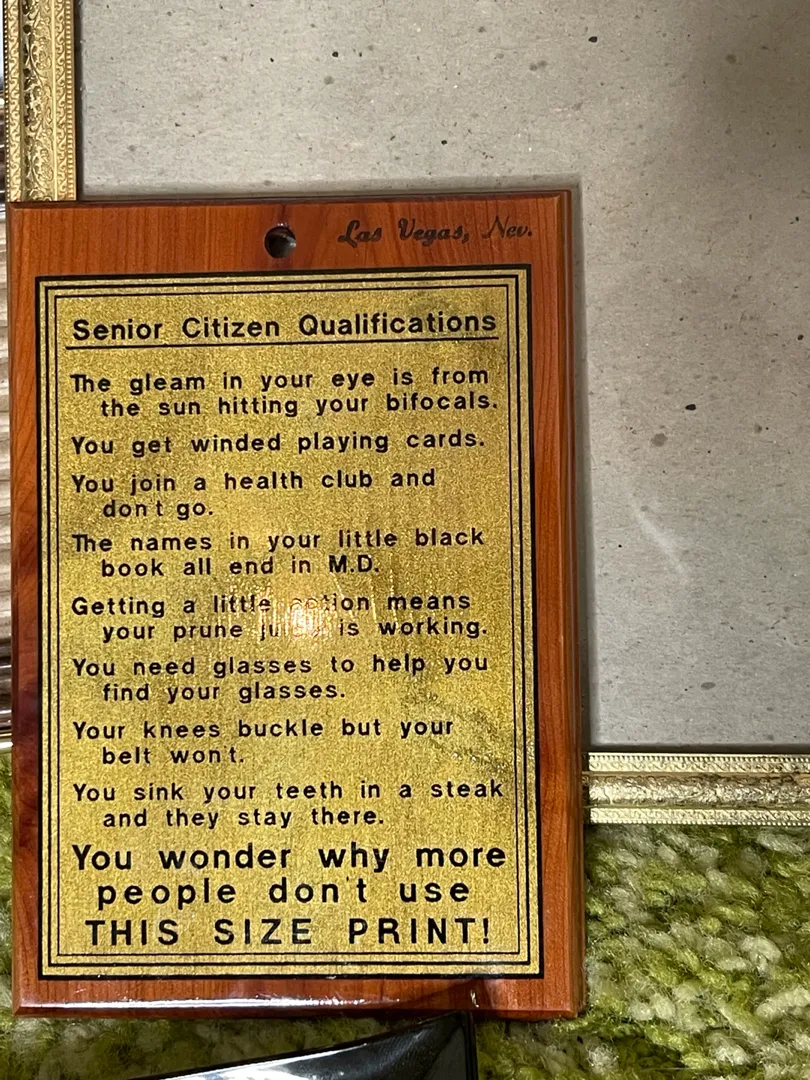 Las Vegas, Nev.
Senior Citizen Qualifications
The gleam in your eye is from
the sun hitting your bifocals.
You get winded playing cards.
You join a health club and
don't go.
The names in your little black
book all end in M.D.
Getting a little action means
your prune juice is working.
You need glasses to help you
find your glasses.
Your knees buckle but your
belt won't.
You sink your teeth in a steak
and they stay there.
You wonder why more
people don't use
THIS SIZE PRINT!